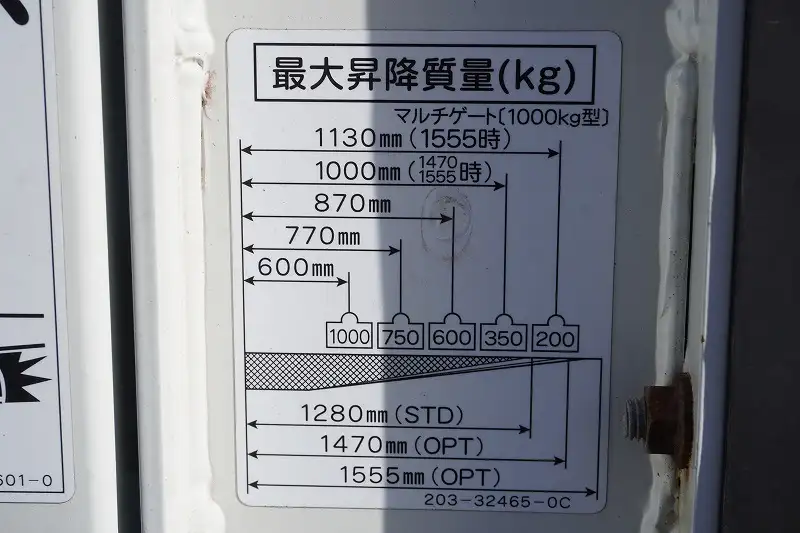 最大昇降質量(kg)
マルチゲート〔1000kg型〕
1130mm(1555時)
1000mm(1470 1555時)
870mm
770mm
600mm
1000 750 600 350 200
1280mm(STD)
1470mm(OPT)
1555mm(OPT)
203-32465-0C
601-0